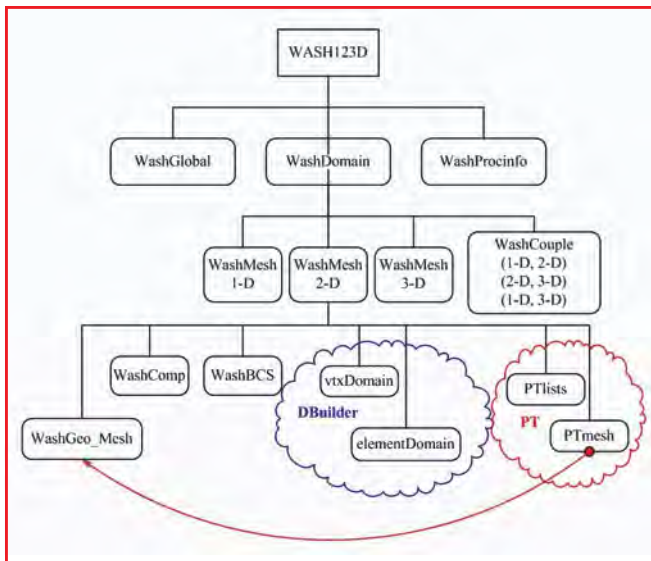 WASH123D
WashGlobal
WashDomain
WashProcinfo
WashMesh
1-D
WashMesh
2-D
WashMesh
3-D
WashCouple
(1-D, 2-D)
(2-D, 3-D)
(1-D, 3-D)
WashComp
WashBCS
vtxDomain
PTlists
DBuilder
PT
WashGeo_Mesh
elementDomain
PTmesh